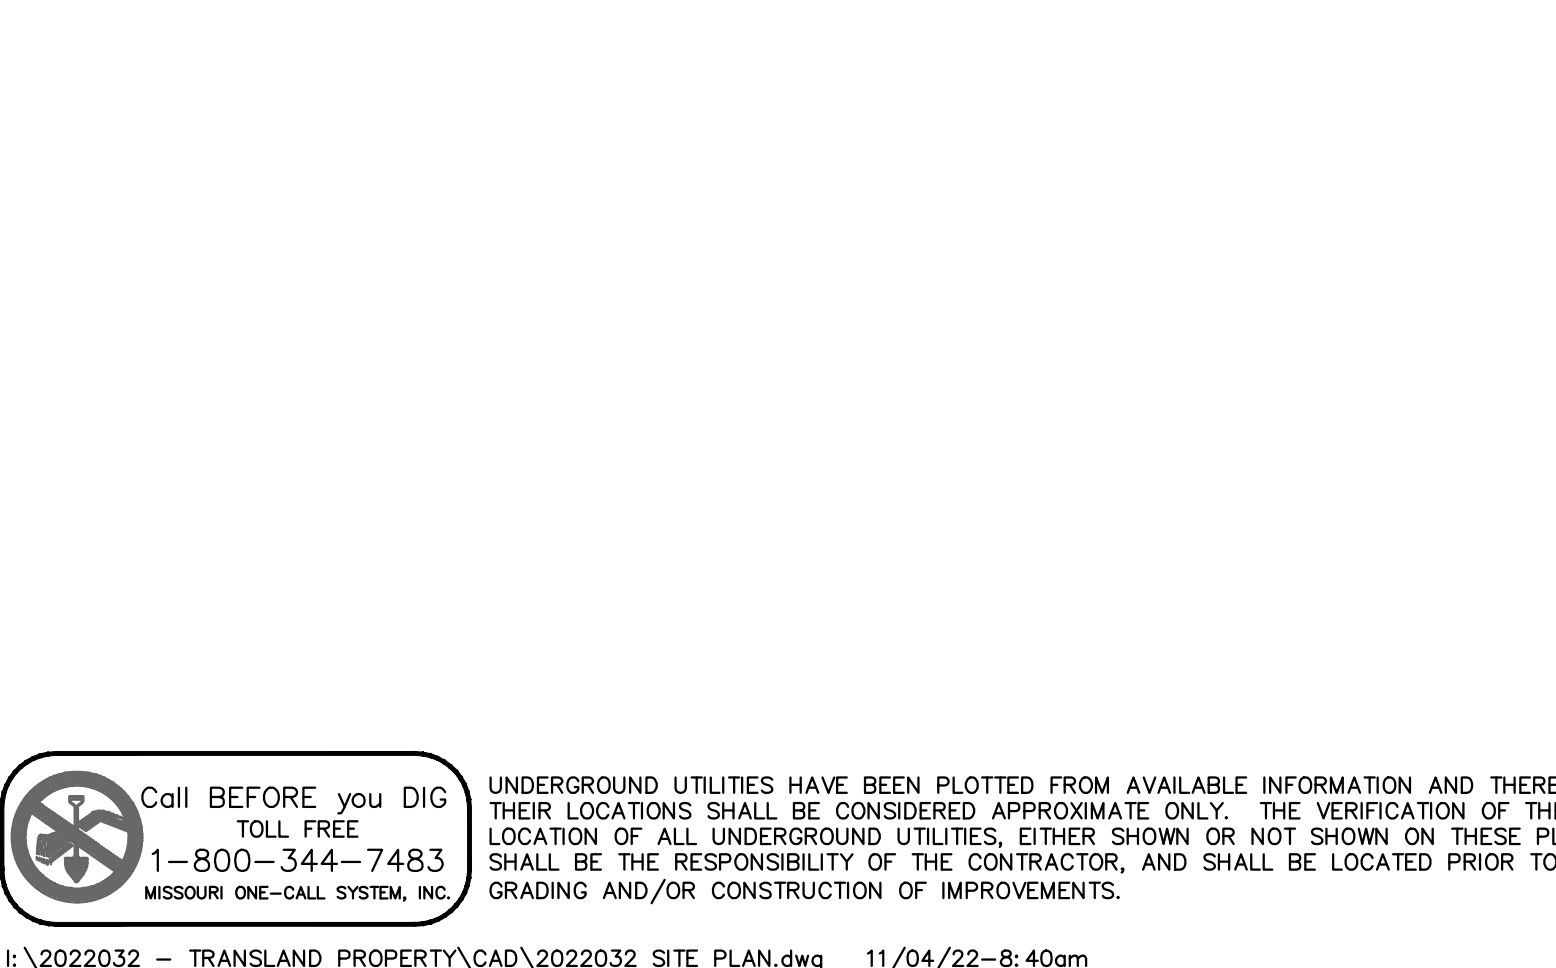 Call BEFORE you DIG
TOLL FREE
1-800-344-7483
MISSOURI ONE-CALL SYSTEM, INC.
UNDERGROUND UTILITIES HAVE BEEN PLOTTED FROM AVAILABLE INFORMATION AND THERE
THEIR LOCATIONS SHALL BE CONSIDERED APPROXIMATE ONLY. THE VERIFICATION OF
LOCATION OF ALL UNDERGROUND UTILITIES, EITHER SHOWN OR NOT SHOWN ON THESE
SHALL BE THE RESPONSIBILITY OF THE CONTRACTOR, AND SHALL BE LOCATED PRIOR TO
GRADING AND/OR CONSTRUCTION OF IMPROVEMENTS.
I:\2022032 - TRANSLAND PROPERTY\CAD\2022032 SITE PLAN.dwg 11/04/22-8:40am